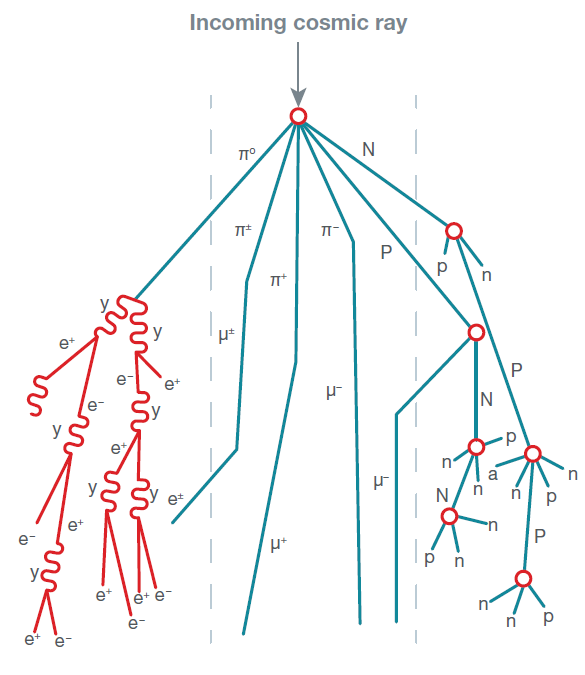 Incoming cosmic ray
π⁰
N
π±
π⁻
π⁺
P
p
n
y
y
μ±
e⁺
P
e⁻
e⁺
μ⁻
e⁻
N
y
y
e⁺
p
n
a
n
μ⁻
n
n
p
y
y
e±
N
e⁺
n
e⁻
μ⁺
P
p
n
y
e⁺
e⁺
e⁻
n
n
p
e⁻
e⁺
e⁻